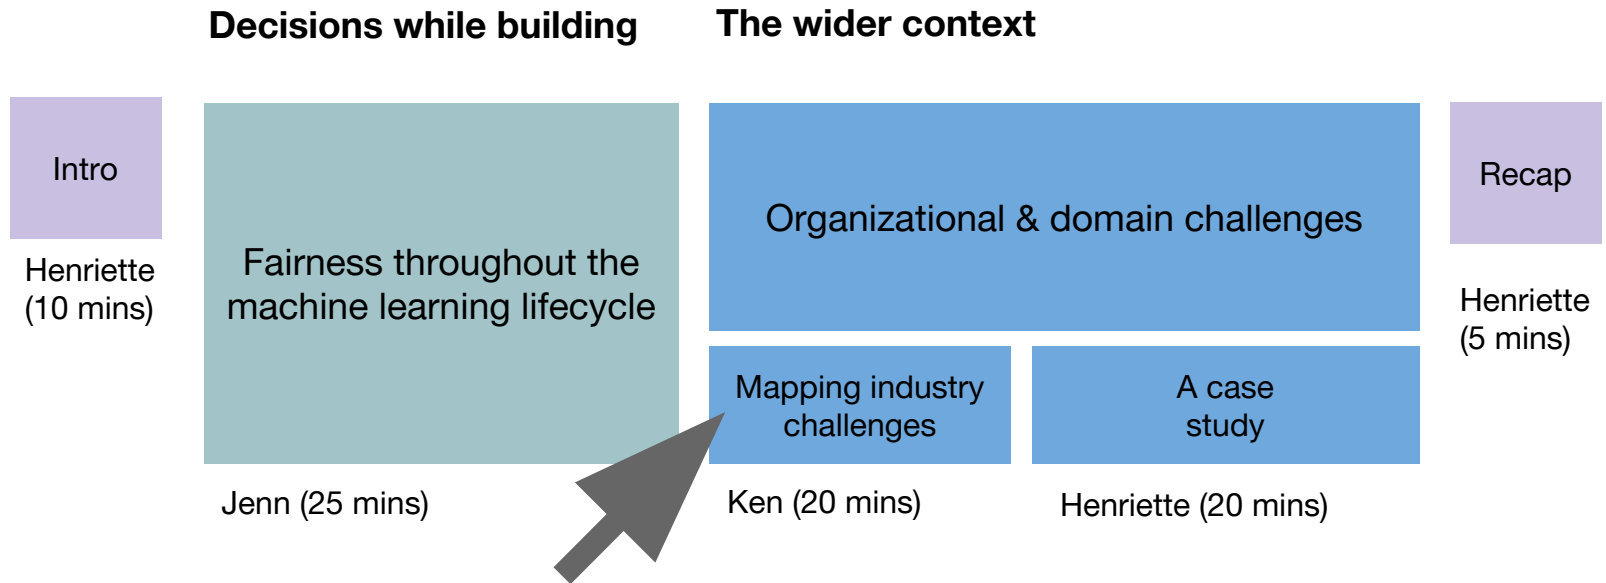 Decisions while building
The wider context
Intro
Henriette
(10 mins)
Fairness throughout the
machine learning lifecycle
Jenn (25 mins)
Organizational & domain challenges
Mapping industry
challenges
Ken (20 mins)
A case
study
Henriette (20 mins)
Recap
Henriette
(5 mins)